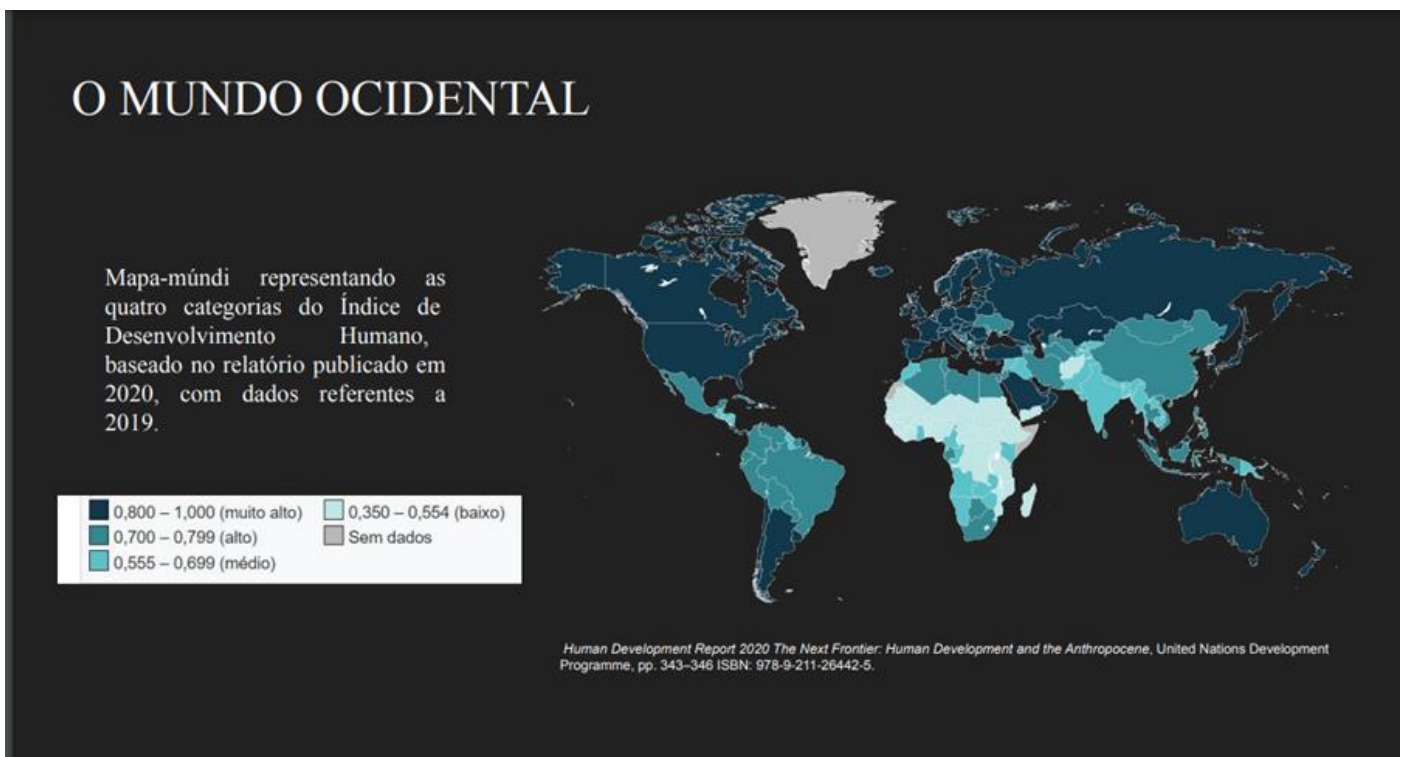 O MUNDO OCIDENTAL
Mapa-múndi representando as
quatro categorias do Índice de
Desenvolvimento Humano,
baseado no relatório publicado em
2020, com dados referentes a
2019.
0,800 – 1,000 (muito alto)
0,700 – 0,799 (alto)
0,555 – 0,699 (médio)
0,350 – 0,554 (baixo)
Sem dados
Human Development Report 2020 The Next Frontier: Human Development and the Anthropocene, United Nations Development
Programme, pp. 343–346 ISBN: 978-9-211-26442-5.